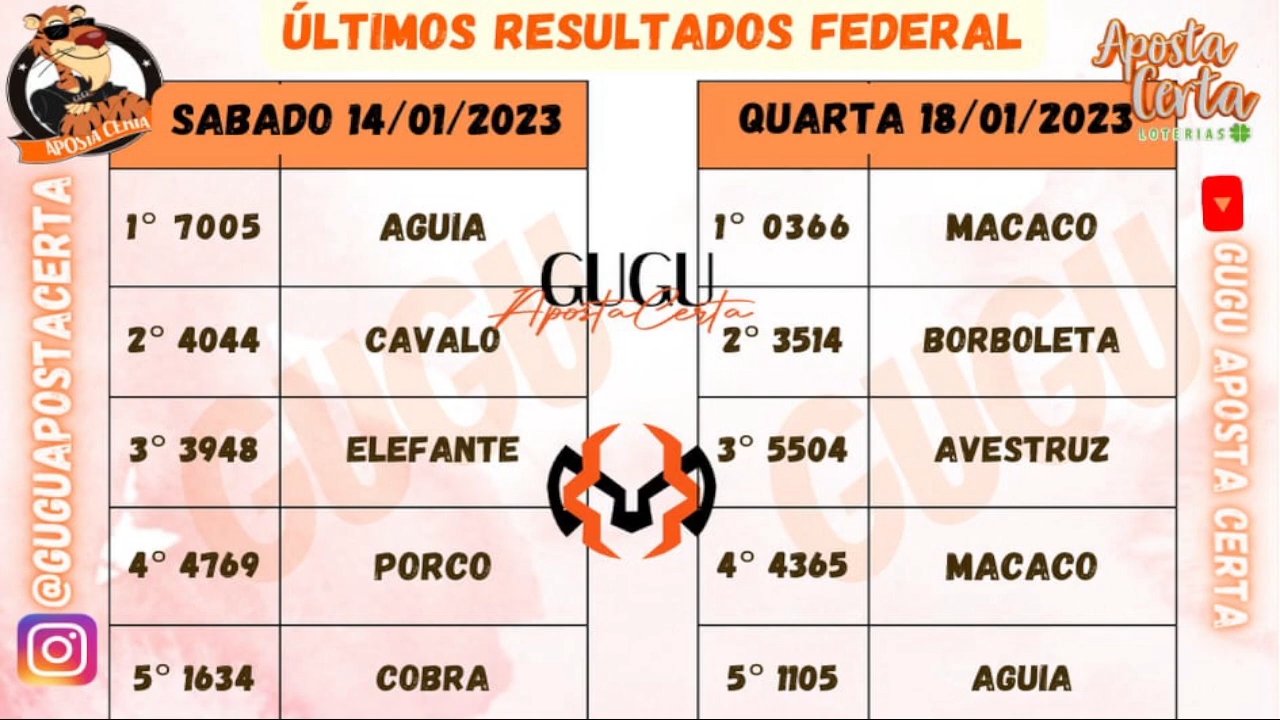 ÚLTIMOS RESULTADOS FEDERAL
Aposta
Certa
LOTERIAS
APOSTA CERTA
SABADO 14/01/2023
1° 7005 AGUIA
2° 4044 CAVALO
3° 3948 ELEFANTE
4° 4769 PORCO
5° 1634 COBRA
QUARTA 18/01/2023
1° 0366 MACACO
2° 3514 BORBOLETA
3° 5504 AVESTRUZ
4° 4365 MACACO
5° 1105 AGUIA
GUGU
ApostaCerta
@GUGUAPOSTACERTA
GUGU APOSTA CERTA
GUGU
GUGU